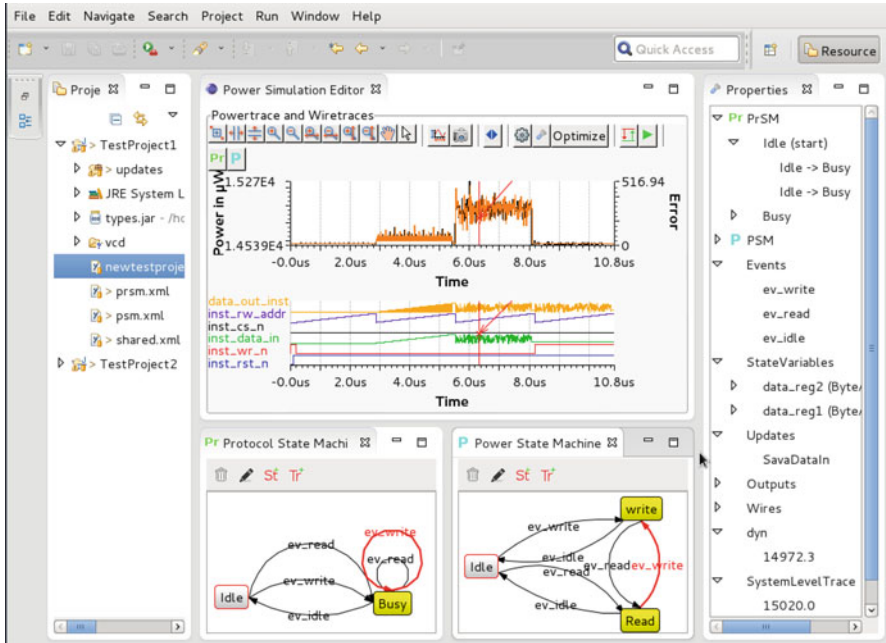 File Edit Navigate Search Project Run Window Help
Quick Access
Resource
Proje
> TestProject1
> updates
JRE System L
types.jar - /hc
> vcd
newtestproje
> prsm.xml
> psm.xml
> shared.xml
> TestProject2
Power Simulation Editor
Powertrace and Wiretraces
Optimize
Pr P
1.527E4
516.94
Power in µW
Error
1.4539E4
0
-0.0us 2.0us 4.0us 6.0us 8.0us 10.8us
Time
data_out_inst
inst_rw_addr
inst_cs_n
inst_data_in
inst_wr_n
inst_rst_n
-0.0us 2.0us 4.0us 6.0us 8.0us 10.8us
Time
Pr Protocol State Machi
St Tr
ev_write
ev_read
ev_read
ev_write
Idle
Busy
ev_idle
P Power State Machine
St Tr
write
ev_write
ev_idle
ev_read
ev_read
ev_write
Idle
ev_idle
Read
Properties
Pr PrSM
Idle (start)
Idle -> Busy
Idle -> Busy
Busy
P PSM
Events
ev_write
ev_read
ev_idle
StateVariables
data_reg2 (Byte/
data_reg1 (Byte/
Updates
SavaDataIn
Outputs
Wires
dyn
14972.3
SystemLevelTrace
15020.0